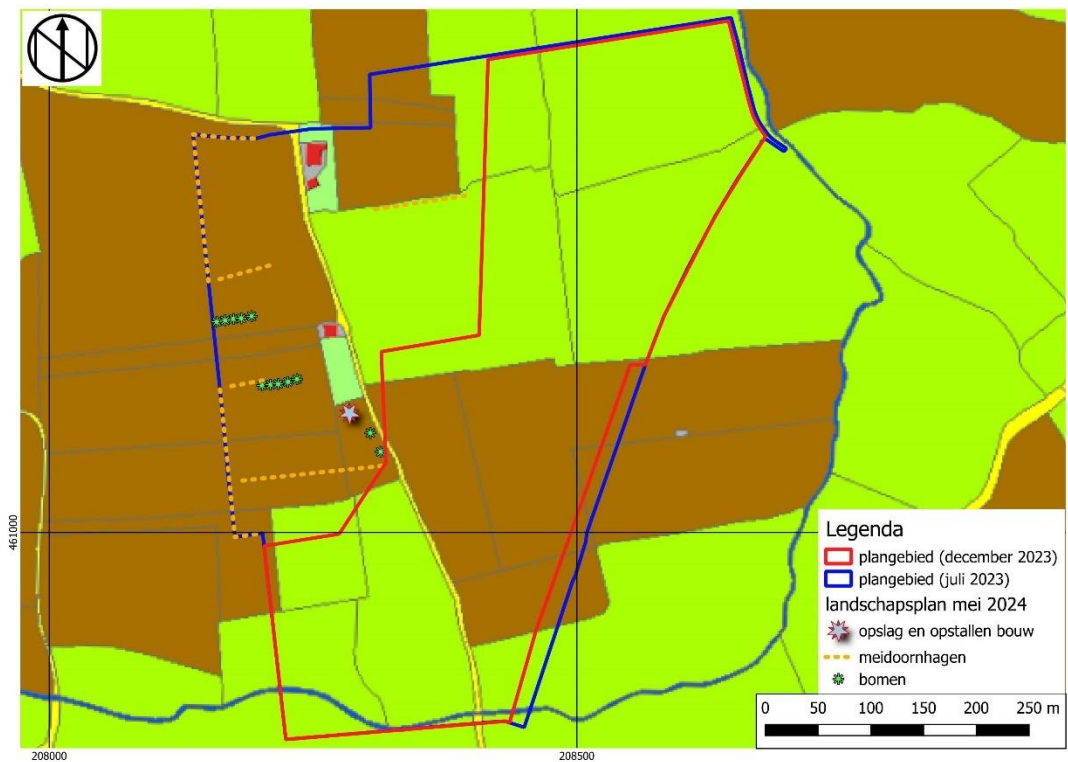 461000
Legenda
plangebied (december 2023)
plangebied (juli 2023)
landschapsplan mei 2024
opslag en opstallen bouw
meidoornhagen
bomen
0 50 100 150 200 250 m
208000 208500